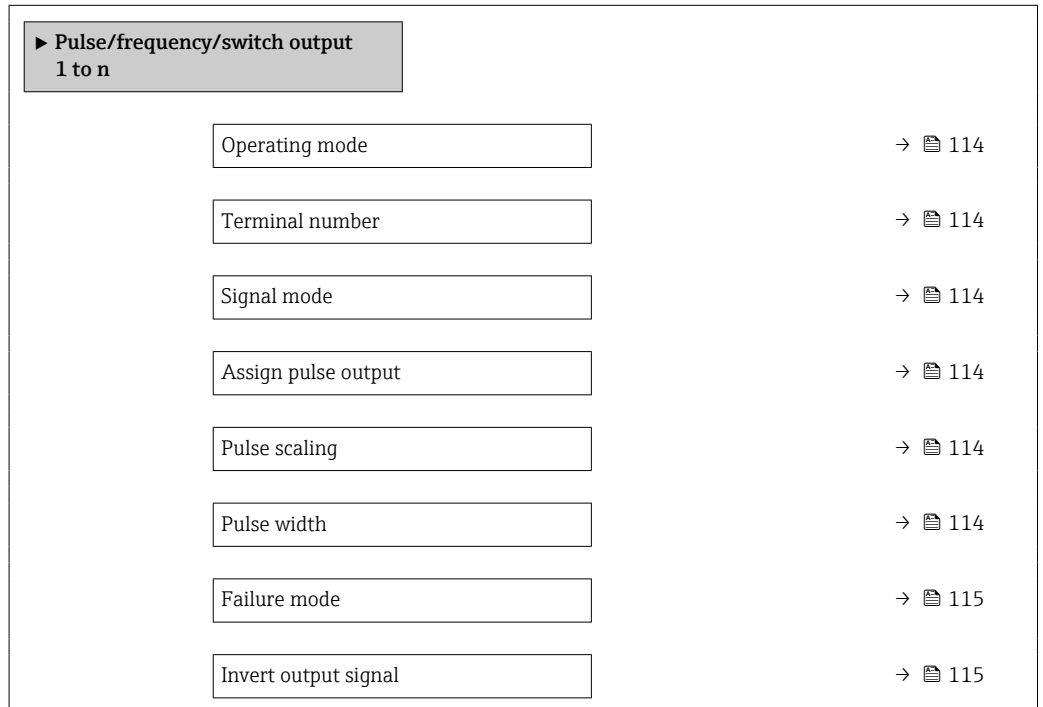 ► Pulse/frequency/switch output
1 to n
Operating mode → 114
Terminal number → 114
Signal mode → 114
Assign pulse output → 114
Pulse scaling → 114
Pulse width → 114
Failure mode → 115
Invert output signal → 115